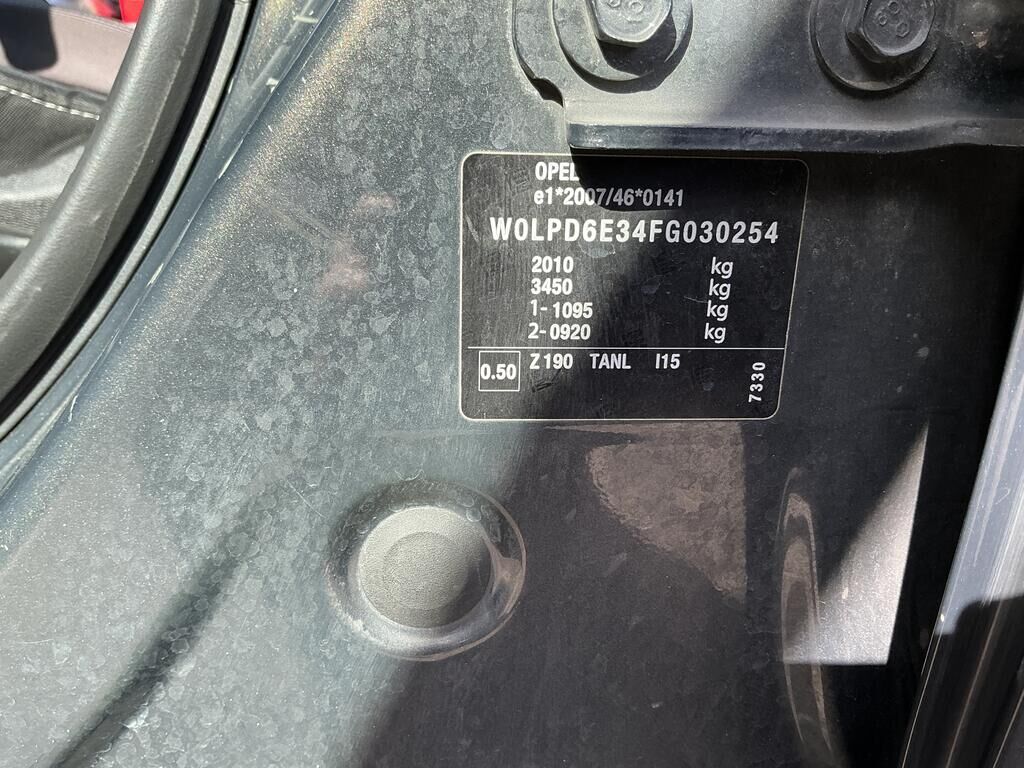 OPEL
e1*2007/46*0141
W0LPD6E34FG030254
2010 kg
3450 kg
1- 1095 kg
2- 0920 kg
0.50 Z190 TANL I15
7330